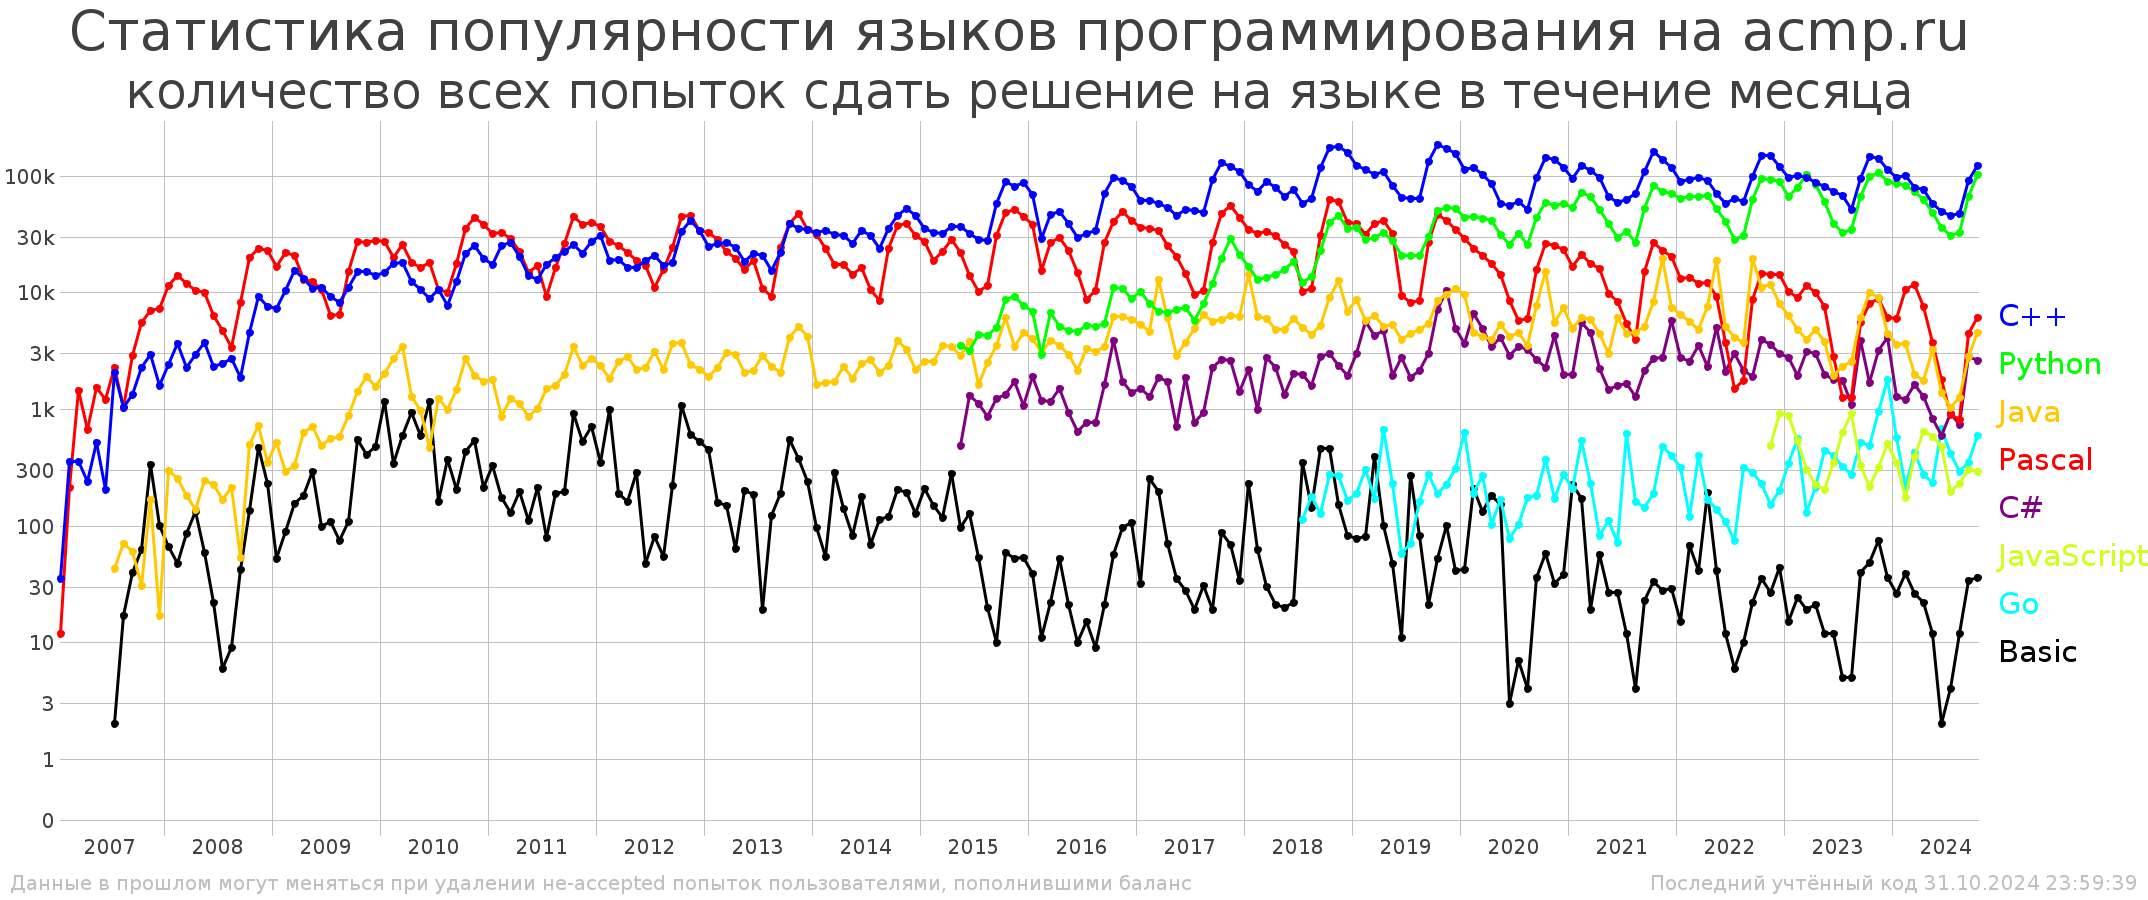 Статистика популярности языков программирования на acmp.ru
количество всех попыток сдать решение на языке в течение месяца
100k
30k
10k
3k
1k
300
100
30
10
3
1
0
C++
Python
Java
Pascal
C#
JavaScript
Go
Basic
2007 2008 2009 2010 2011 2012 2013 2014 2015 2016 2017 2018 2019 2020 2021 2022 2023 2024
Данные в прошлом могут меняться при удалении не-accepted попыток пользователями, пополнившими баланс
Последний учтённый код 31.10.2024 23:59:39